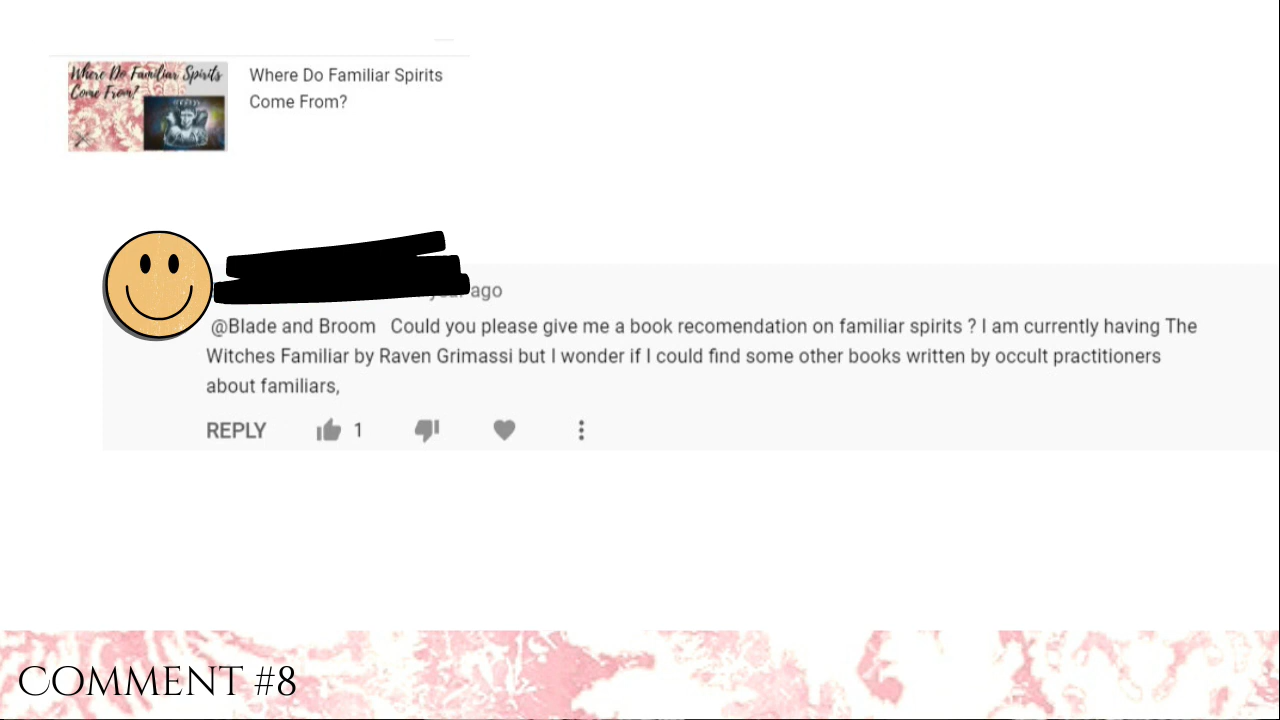 Where Do Familiar Spirits
Come From?
Where Do Familiar Spirits
Come From?
ago
@Blade and Broom Could you please give me a book recomendation on familiar spirits ? I am currently having The
Witches Familiar by Raven Grimassi but I wonder if I could find some other books written by occult practitioners
about familiars,
REPLY 1
COMMENT #8